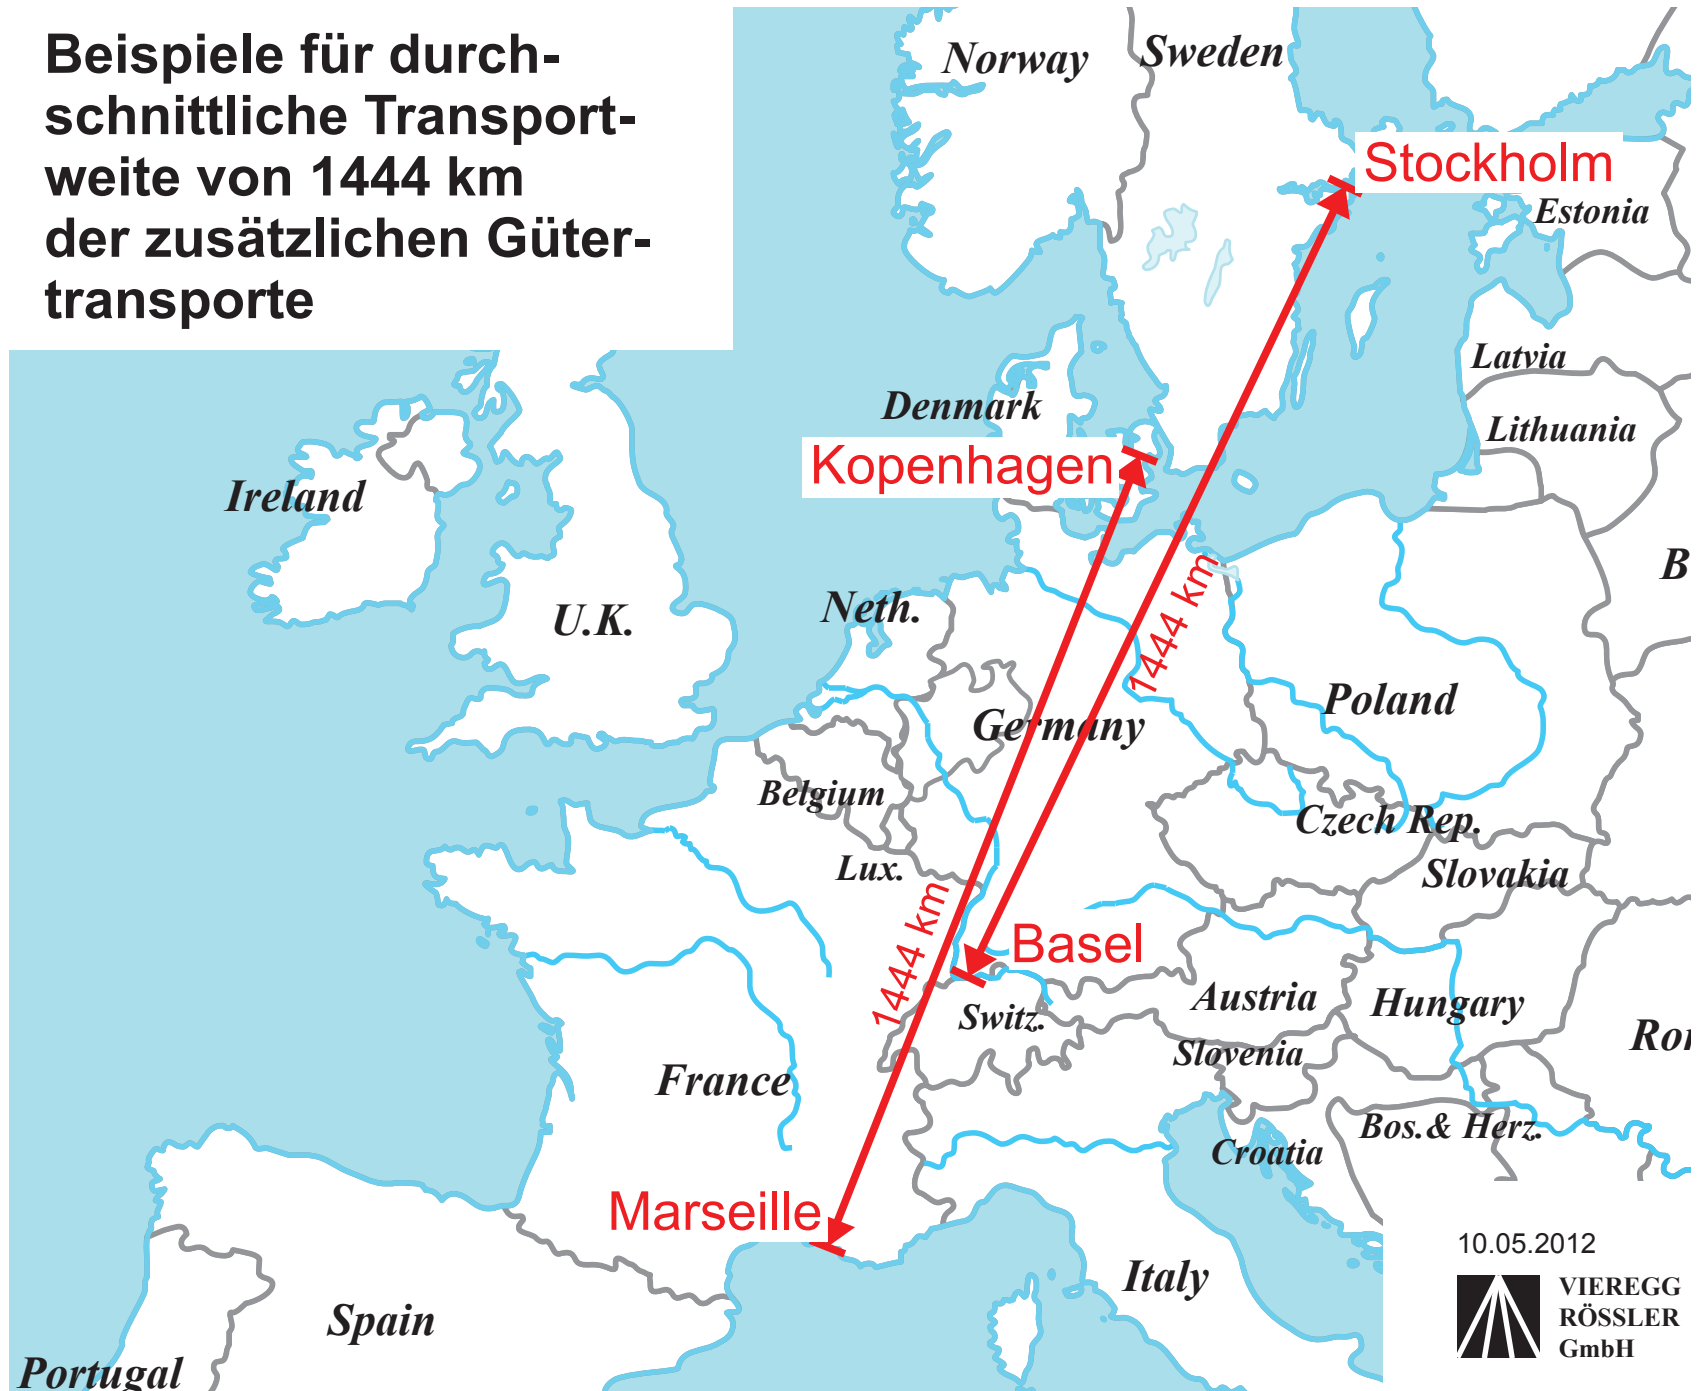 Beispiele für durch-
schnittliche Transport-
weite von 1444 km
der zusätzlichen Güter-
transporte
Norway
Sweden
Stockholm
Estonia
Latvia
Denmark
Lithuania
Kopenhagen
Ireland
B
Neth.
U.K.
1444 km
Poland
Germany
Belgium
Czech Rep.
Lux.
Slovakia
1444 km
Basel
Austria
Hungary
Switz.
Slovenia
Ror
France
Bos.& Herz.
Croatia
Marseille
Italy
Spain
Portugal
10.05.2012
VIEREGG
RÖSSLER
GmbH